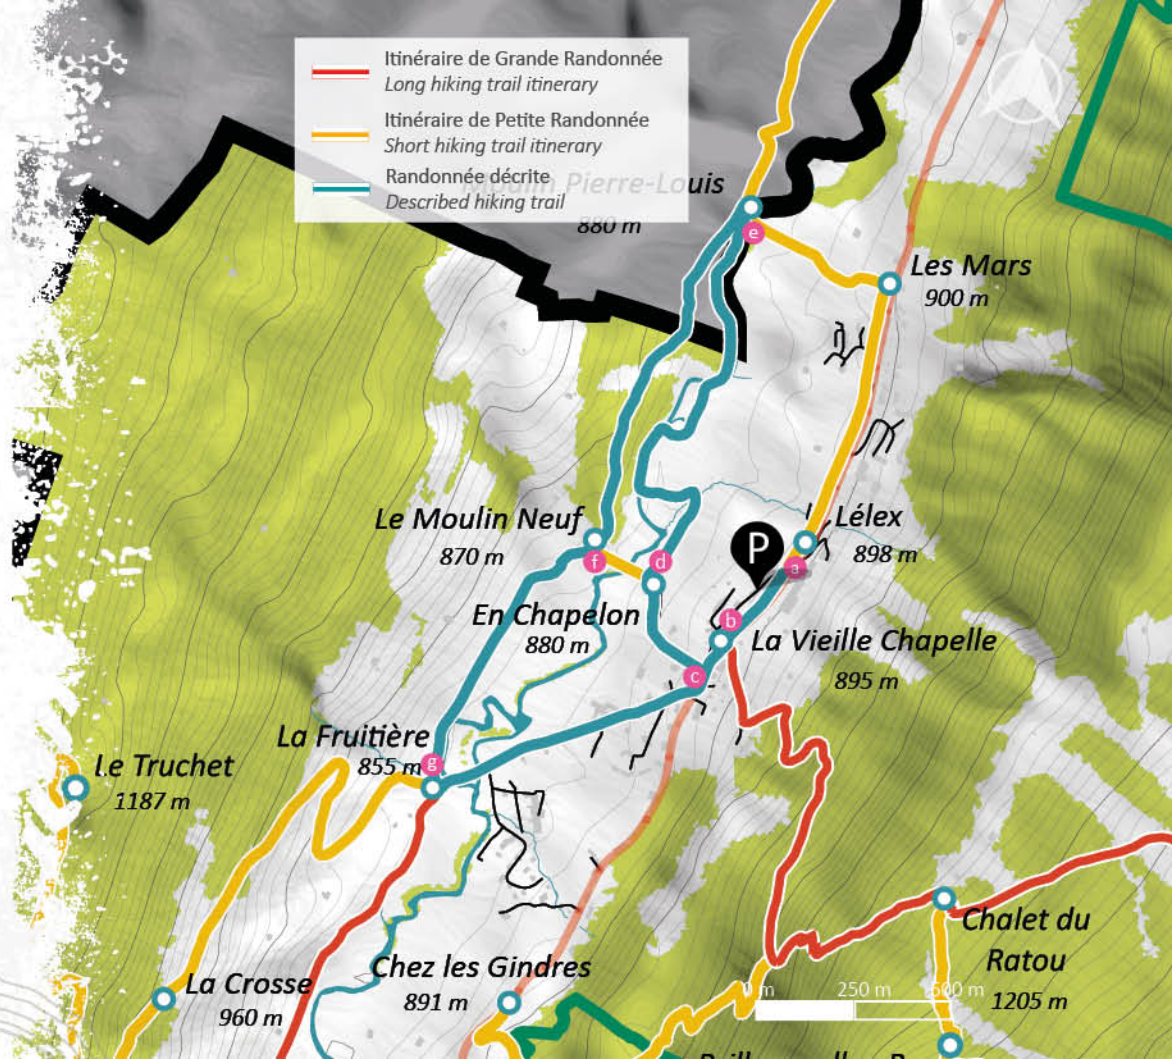 Itinéraire de Grande Randonnée
Long hiking trail itinerary
Itinéraire de Petite Randonnée
Short hiking trail itinerary
Randonnée décrite
Described hiking trail
Moulin Pierre-Louis
880 m
e
Les Mars
900 m
Le Moulin Neuf
870 m
f
d
P
Lélex
898 m
a
En Chapelon
880 m
b
La Vieille Chapelle
895 m
c
La Fruitière
855 m
g
Le Truchet
1187 m
Chalet du
Ratou
1205 m
La Crosse
960 m
Chez les Gindres
891 m
0 m
250 m
500 m